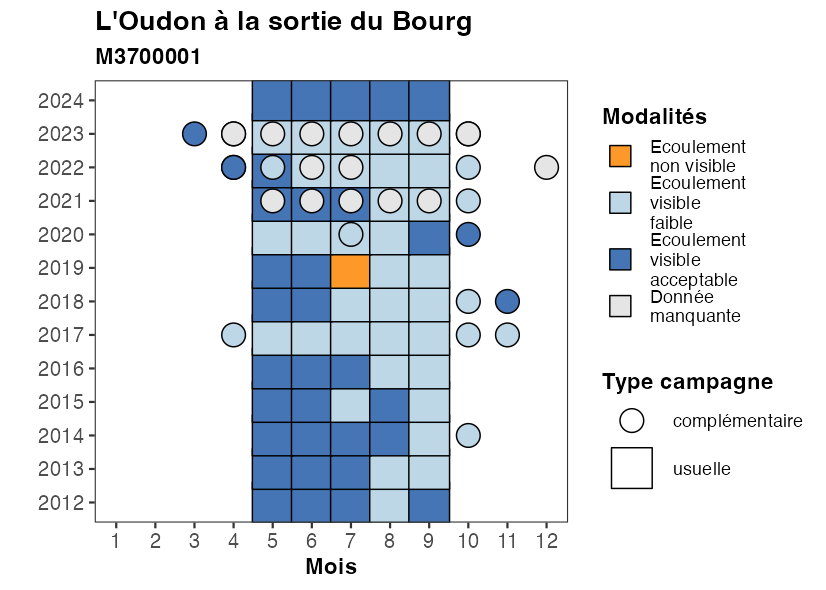 L'Oudon à la sortie du Bourg
M3700001
2024
2023
2022
2021
2020
2019
2018
2017
2016
2015
2014
2013
2012
1 2 3 4 5 6 7 8 9 10 11 12
Mois
Modalités
Ecoulement
non visible
Ecoulement
visible
faible
Ecoulement
visible
acceptable
Donnée
manquante
Type campagne
complémentaire
usuelle